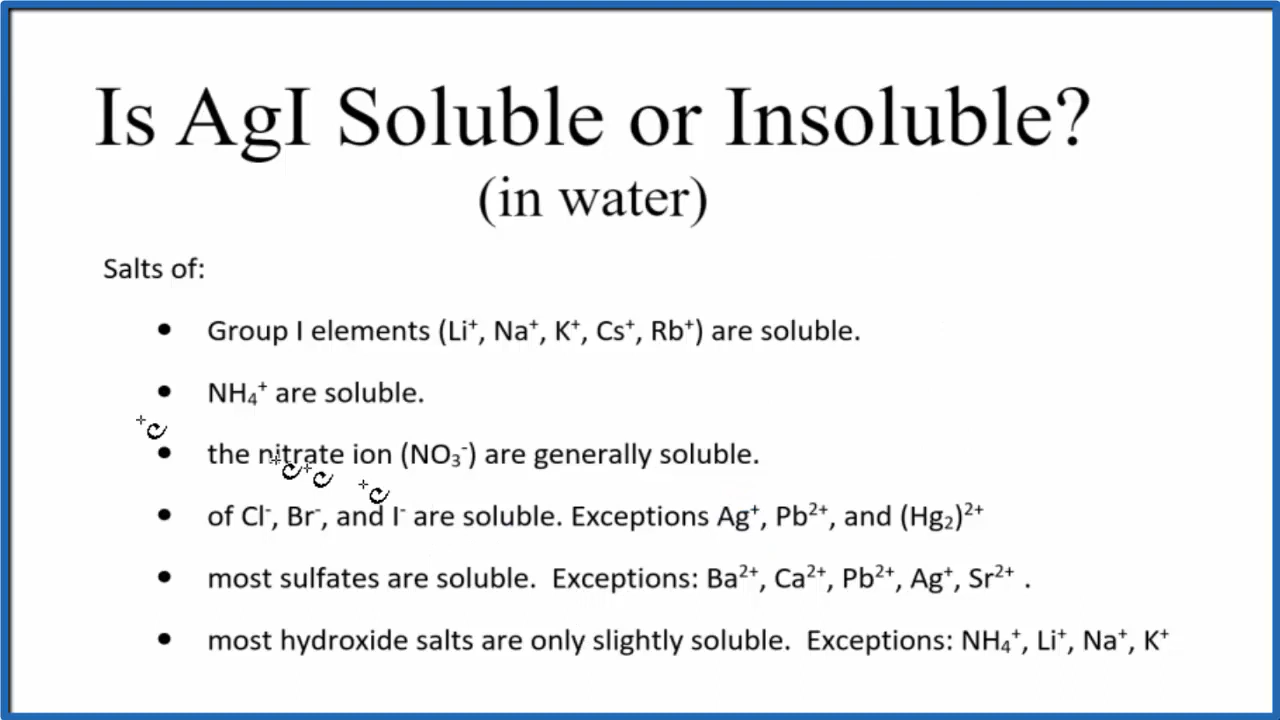 Is AgI Soluble or Insoluble?
(in water)
Salts of:
• Group I elements (Li⁺, Na⁺, K⁺, Cs⁺, Rb⁺) are soluble.
• NH₄⁺ are soluble.
• the nitrate ion (NO₃⁻) are generally soluble.
• of Cl⁻, Br⁻, and I⁻ are soluble. Exceptions Ag⁺, Pb²⁺, and (Hg₂)²⁺
• most sulfates are soluble.  Exceptions: Ba²⁺, Ca²⁺, Pb²⁺, Ag⁺, Sr²⁺ .
• most hydroxide salts are only slightly soluble.  Exceptions: NH₄⁺, Li⁺, Na⁺, K⁺